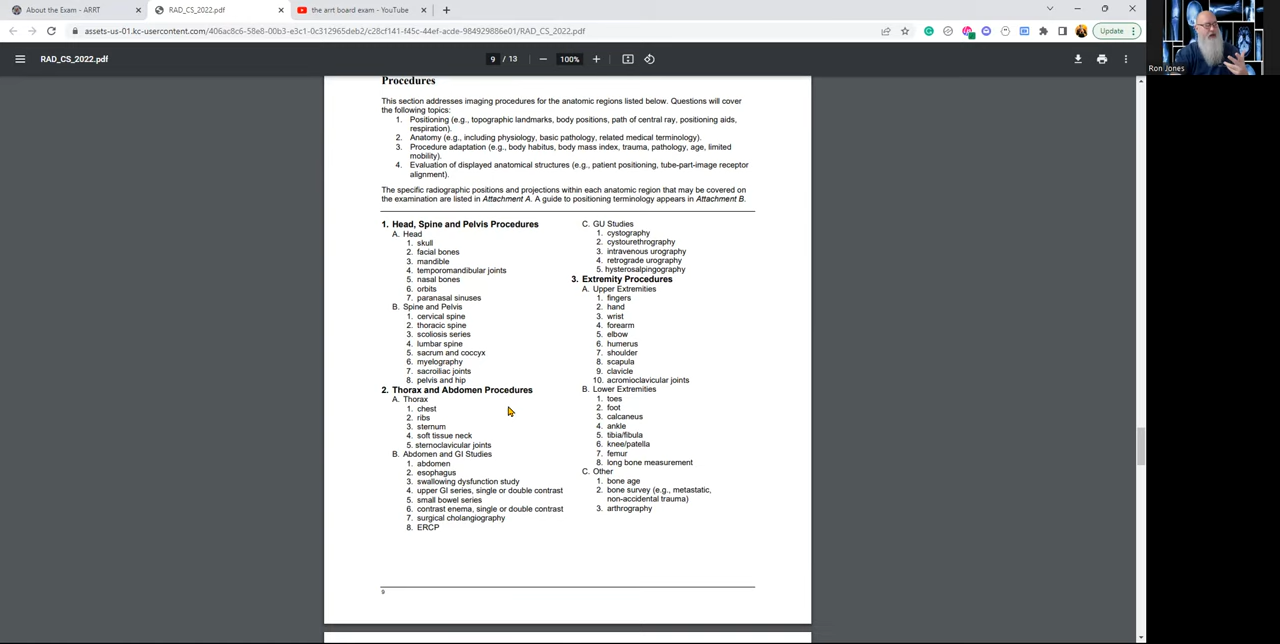 About the Exam - ARRT
RAD_CS_2022.pdf
the arrt board exam - YouTube
assets-us-01.kc-usercontent.com/406ac8c6-58e8-00b3-e3c1-0c312965deb2/c28cf141-f45c-44ef-acde-984929886e01/RAD_CS_2022.pdf
Update
RAD_CS_2022.pdf
9 / 13
100%
Ron Jones
Procedures
This section addresses imaging procedures for the anatomic regions listed below. Questions will cover
the following topics:
1. Positioning (e.g., topographic landmarks, body positions, path of central ray, positioning aids,
respiration).
2. Anatomy (e.g., including physiology, basic pathology, related medical terminology).
3. Procedure adaptation (e.g., body habitus, body mass index, trauma, pathology, age, limited
mobility).
4. Evaluation of displayed anatomical structures (e.g., patient positioning, tube-part-image receptor
alignment).
The specific radiographic positions and projections within each anatomic region that may be covered on
the examination are listed in Attachment A. A guide to positioning terminology appears in Attachment B.
1. Head, Spine and Pelvis Procedures
A. Head
1. skull
2. facial bones
3. mandible
4. temporomandibular joints
5. nasal bones
6. orbits
7. paranasal sinuses
B. Spine and Pelvis
1. cervical spine
2. thoracic spine
3. scoliosis series
4. lumbar spine
5. sacrum and coccyx
6. myelography
7. sacroiliac joints
8. pelvis and hip
2. Thorax and Abdomen Procedures
A. Thorax
1. chest
2. ribs
3. sternum
4. soft tissue neck
5. sternoclavicular joints
B. Abdomen and GI Studies
1. abdomen
2. esophagus
3. swallowing dysfunction study
4. upper GI series, single or double contrast
5. small bowel series
6. contrast enema, single or double contrast
7. surgical cholangiography
8. ERCP
C. GU Studies
1. cystography
2. cystourethrography
3. intravenous urography
4. retrograde urography
5. hysterosalpingography
3. Extremity Procedures
A. Upper Extremities
1. fingers
2. hand
3. wrist
4. forearm
5. elbow
6. humerus
7. shoulder
8. scapula
9. clavicle
10. acromioclavicular joints
B. Lower Extremities
1. toes
2. foot
3. calcaneus
4. ankle
5. tibia/fibula
6. knee/patella
7. femur
8. long bone measurement
C. Other
1. bone age
2. bone survey (e.g., metastatic,
non-accidental trauma)
3. arthrography
9